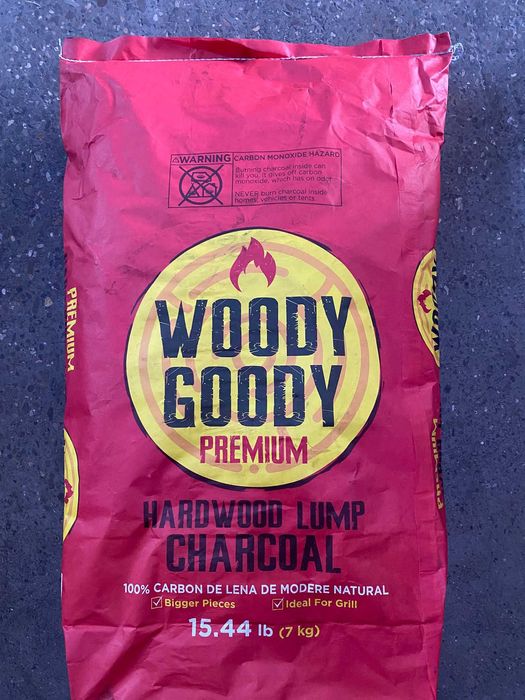 WARNING CARBON MONOXIDE HAZARD
Burning charcoal inside can
kill you. It gives off carbon
monoxide, which has on odor.
NEVER burn charcoal inside
homes, vehicles or tents.
WOODY
GOODY
PREMIUM
HARDWOOD LUMP
CHARCOAL
100% CARBON DE LENA DE MODERE NATURAL
Bigger Pieces Ideal For Grill
15.44 lb (7 kg)
PREMIUM
PREMIUM